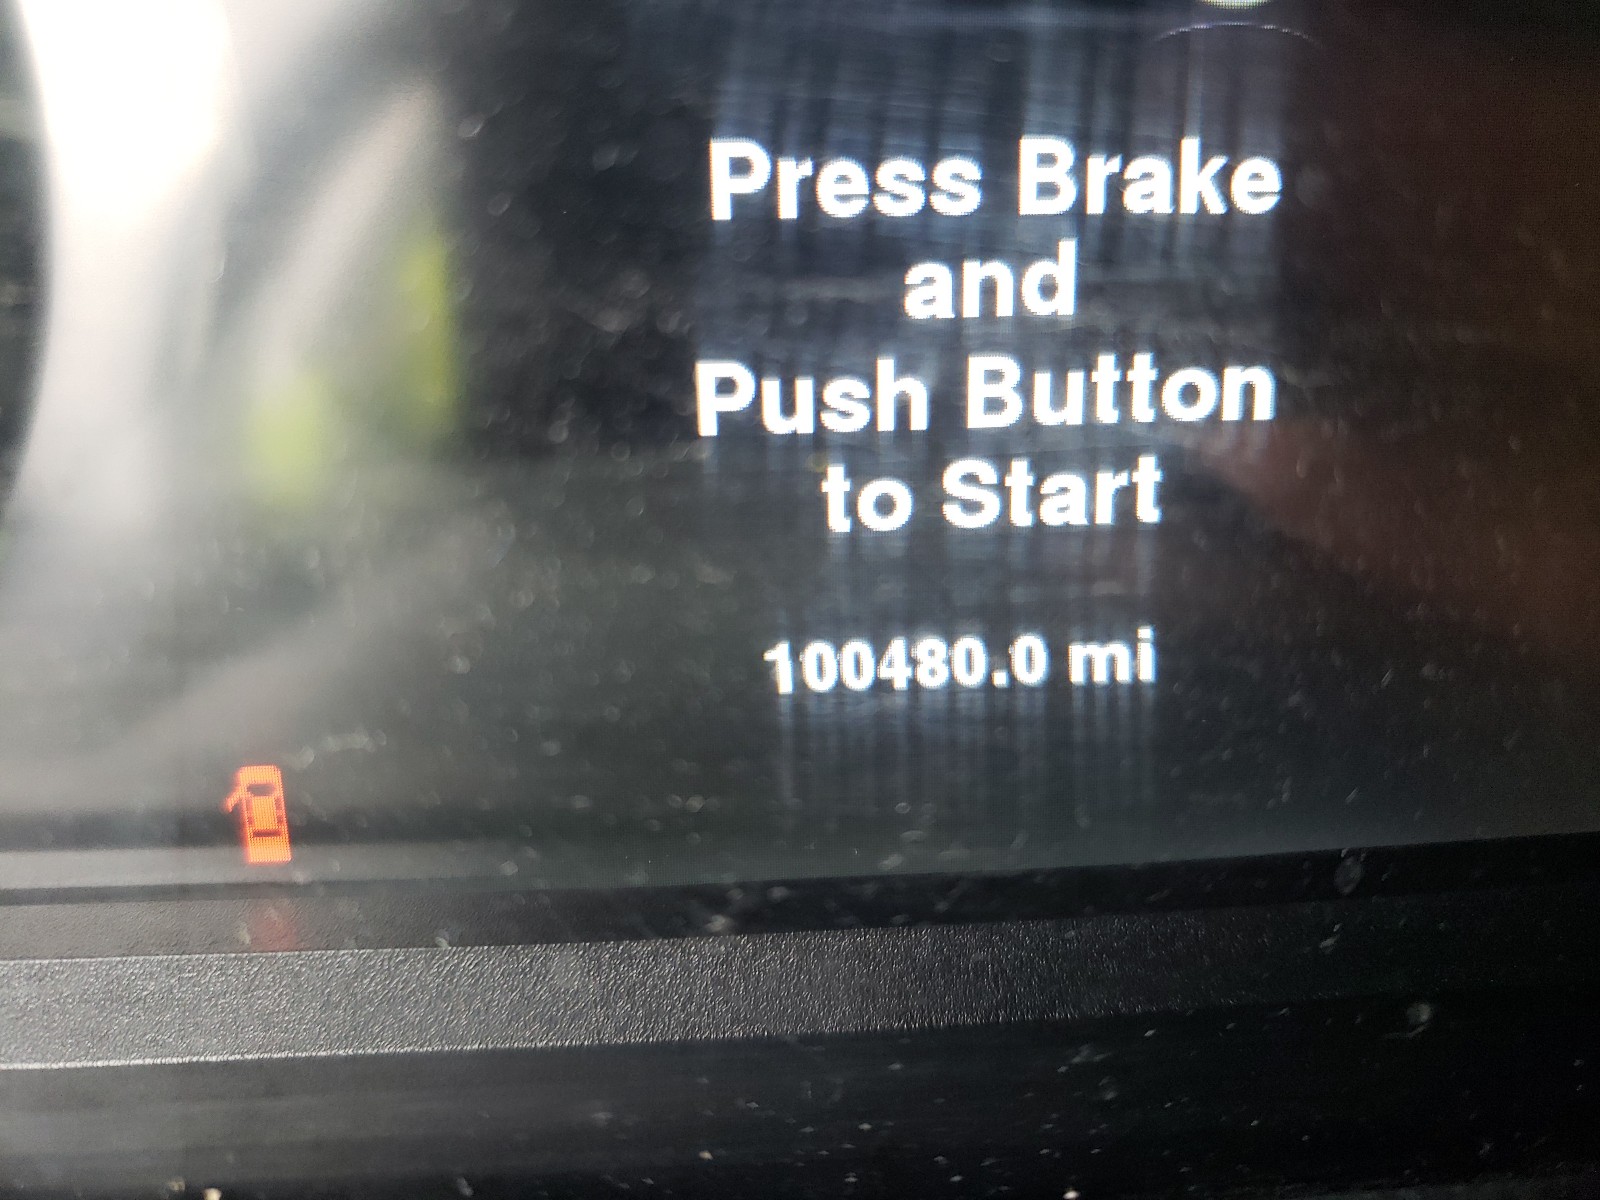 Press Brake
and
Push Button
to Start
100480.0 mi